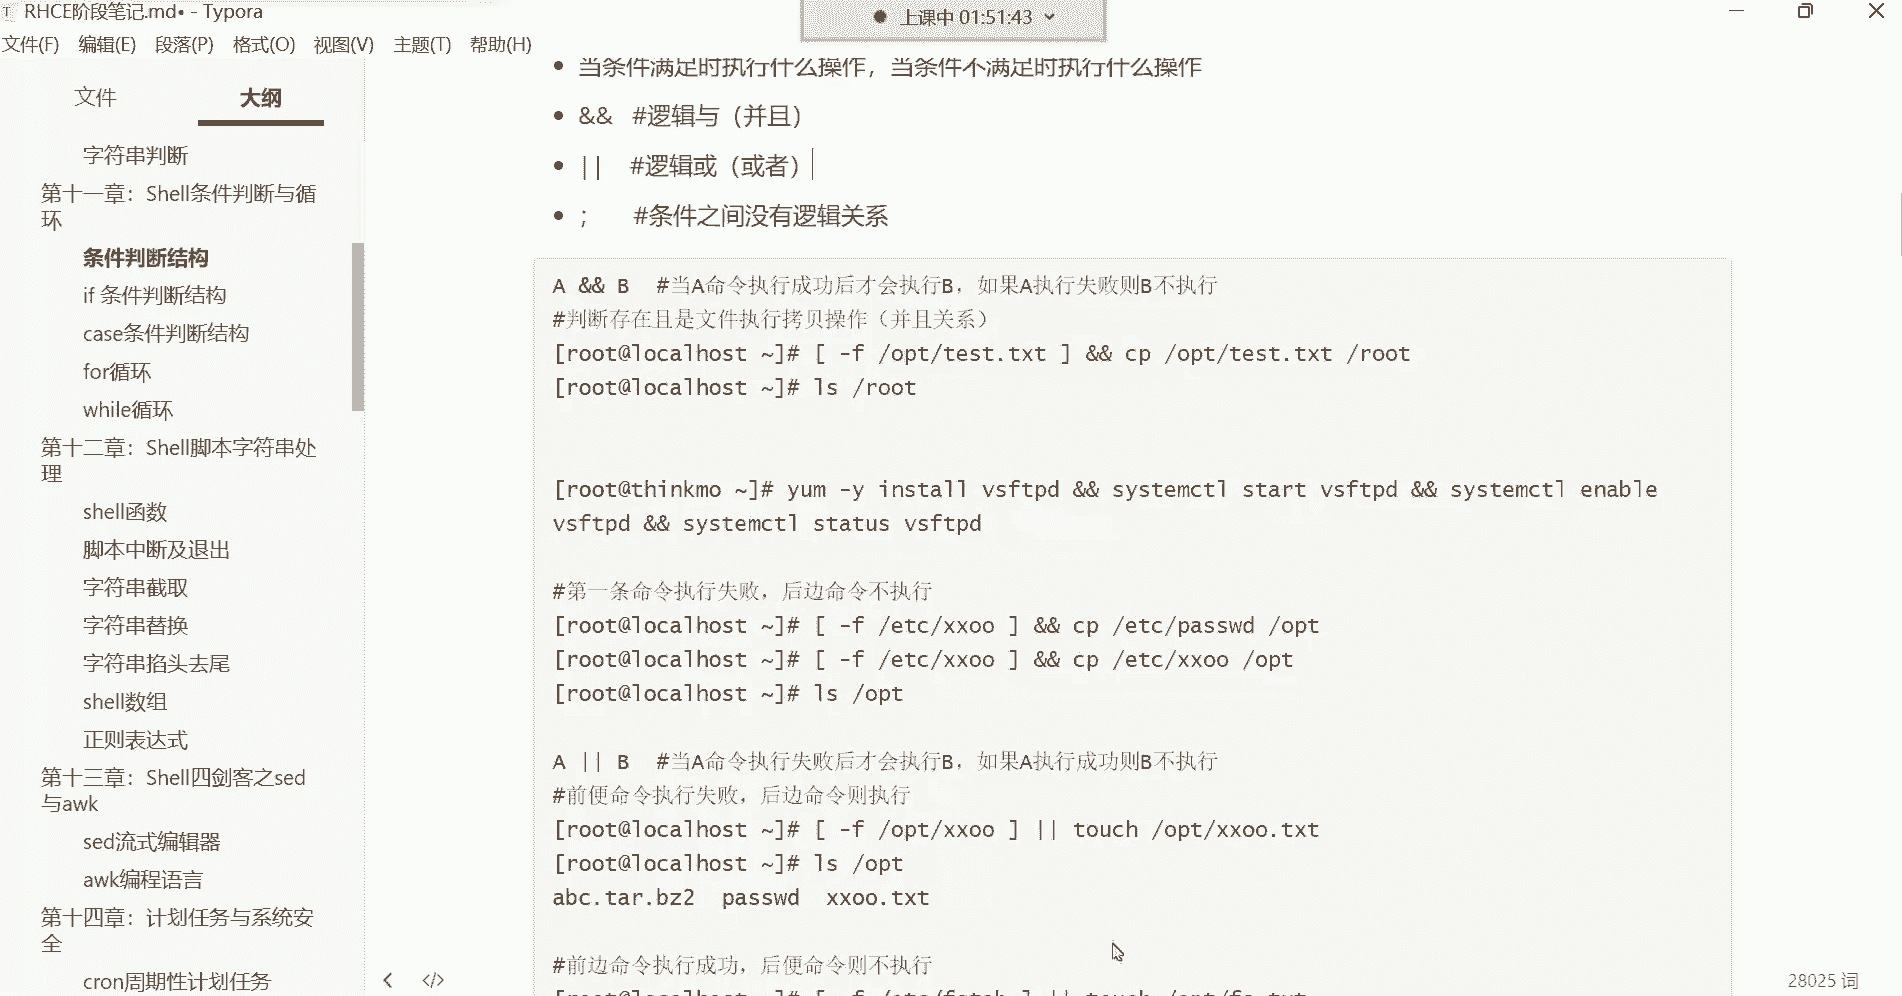 RHCE阶段笔记.md• - Typora
上课中 01:51:43
文件(F) 编辑(E) 段落(P) 格式(O) 视图(V) 主题(T) 帮助(H)
文件 大纲
字符串判断
第十一章：Shell条件判断与循
环
条件判断结构
if 条件判断结构
case条件判断结构
for循环
while循环
第十二章：Shell脚本字符串处
理
shell函数
脚本中断及退出
字符串截取
字符串替换
字符串掐头去尾
shell数组
正则表达式
第十三章：Shell四剑客之sed
与awk
sed流式编辑器
awk编程语言
第十四章：计划任务与系统安
全
cron周期性计划任务
• 当条件满足时执行什么操作，当条件不满足时执行什么操作
• && #逻辑与（并且）
• || #逻辑或（或者）
• ; #条件之间没有逻辑关系
A && B #当A命令执行成功后才会执行B，如果A执行失败则B不执行
#判断存在且是文件执行拷贝操作（并且关系）
[root@localhost ~]# [ -f /opt/test.txt ] && cp /opt/test.txt /root
[root@localhost ~]# ls /root
[root@thinkmo ~]# yum -y install vsftpd && systemctl start vsftpd && systemctl enable
vsftpd && systemctl status vsftpd
#第一条命令执行失败，后边命令不执行
[root@localhost ~]# [ -f /etc/xxoo ] && cp /etc/passwd /opt
[root@localhost ~]# [ -f /etc/xxoo ] && cp /etc/xxoo /opt
[root@localhost ~]# ls /opt
A || B #当A命令执行失败后才会执行B，如果A执行成功则B不执行
#前便命令执行失败，后边命令则执行
[root@localhost ~]# [ -f /opt/xxoo ] || touch /opt/xxoo.txt
[root@localhost ~]# ls /opt
abc.tar.bz2 passwd xxoo.txt
#前边命令执行成功，后便命令则不执行
28025 词